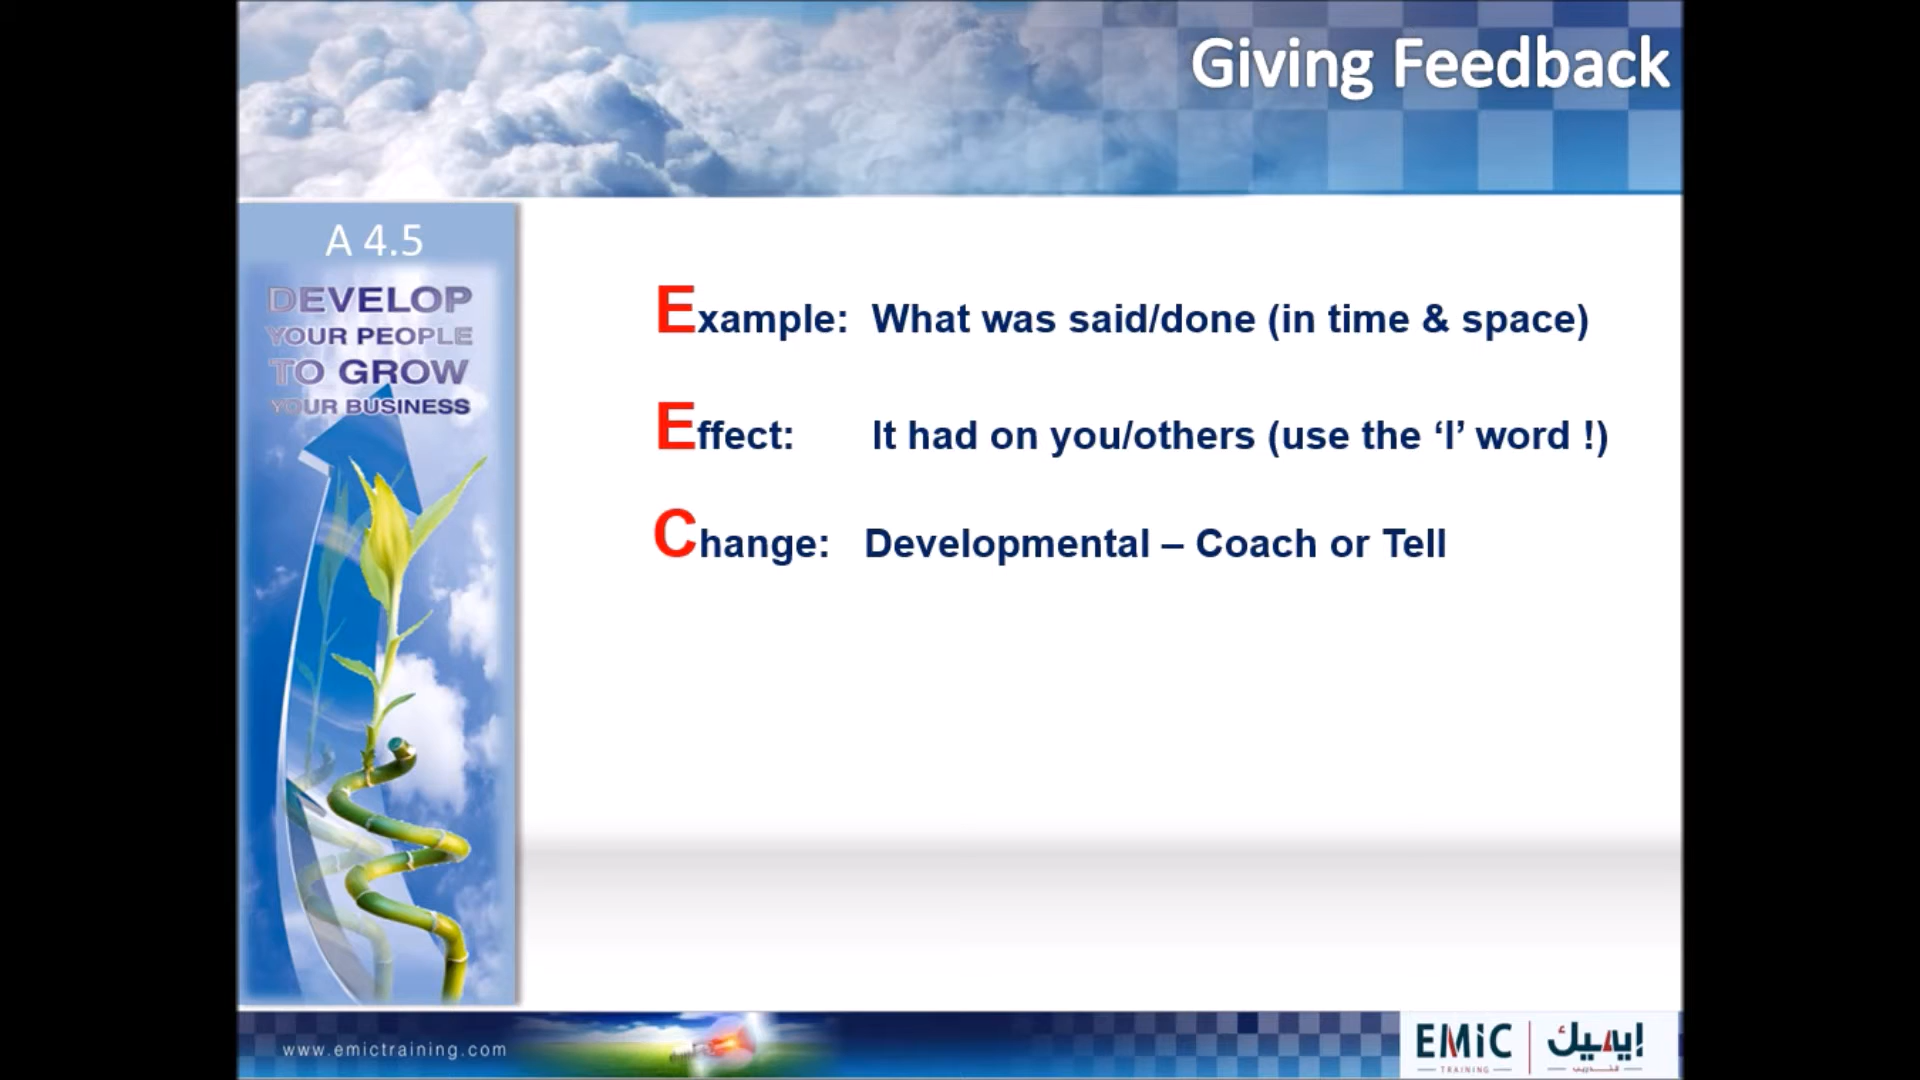 Giving Feedback
A 4.5
DEVELOP
YOUR PEOPLE
TO GROW
YOUR BUSINESS
Example: What was said/done (in time & space)
Effect: It had on you/others (use the ‘I’ word !)
Change: Developmental – Coach or Tell
www.emictraining.com
EMiC
TRAINING
إيميك